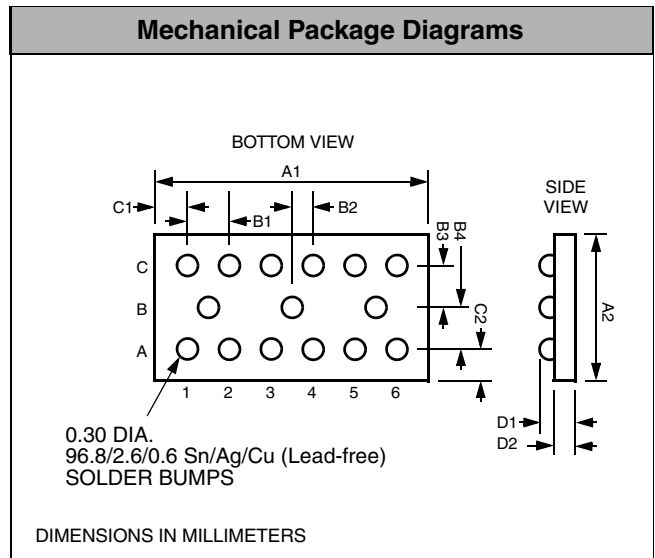 Mechanical Package Diagrams
BOTTOM VIEW
A1
SIDE
VIEW
C1
B1
B2
B3
B4
C
B
A
C2
A2
1 2 3 4 5 6
D1
D2
0.30 DIA.
96.8/2.6/0.6 Sn/Ag/Cu (Lead-free)
SOLDER BUMPS
DIMENSIONS IN MILLIMETERS